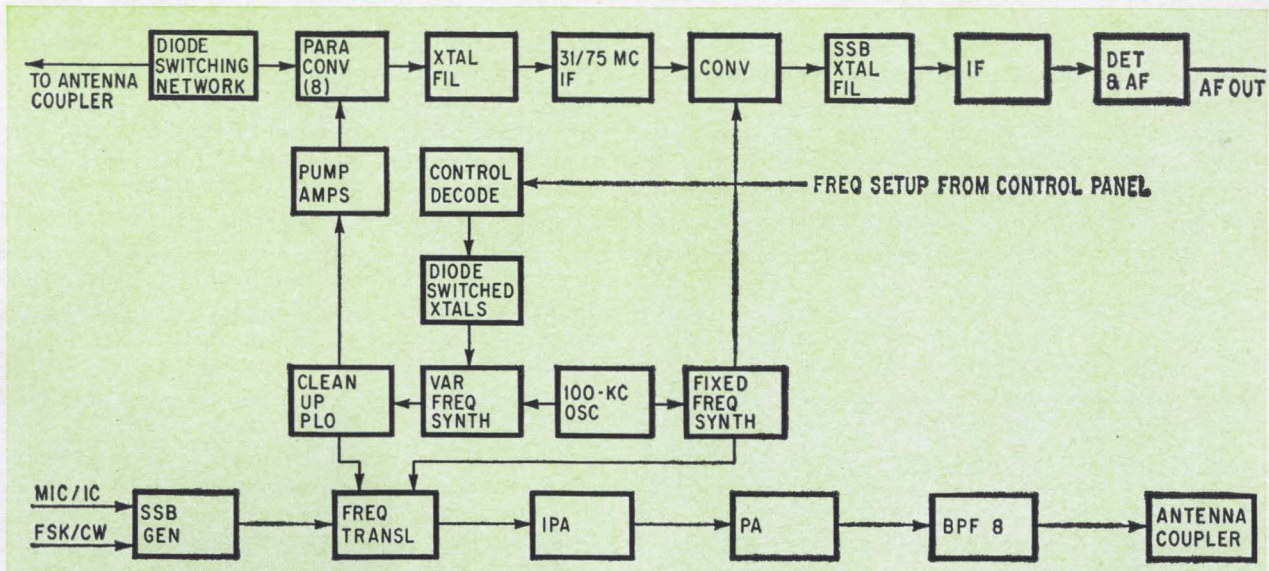 DIODE
SWITCHING
NETWORK
PARA
CONV
(8)
XTAL
FIL
31/75 MC
IF
CONV
SSB
XTAL
FIL
IF
DET
& AF
TO ANTENNA
COUPLER
AF OUT
PUMP
AMPS
CONTROL
DECODE
FREQ SETUP FROM CONTROL PANEL
DIODE
SWITCHED
XTALS
CLEAN
UP
PLO
VAR
FREQ
SYNTH
100-KC
OSC
FIXED
FREQ
SYNTH
MIC/IC
FSK/CW
SSB
GEN
FREQ
TRANSL
IPA
PA
BPF 8
ANTENNA
COUPLER